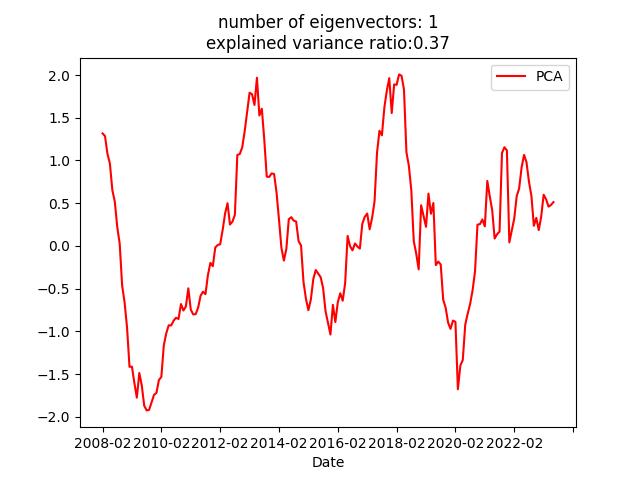 number of eigenvectors: 1
explained variance ratio:0.37
PCA
2.0
1.5
1.0
0.5
0.0
−0.5
−1.0
−1.5
−2.0
2008-02 2010-02 2012-02 2014-02 2016-02 2018-02 2020-02 2022-02
Date